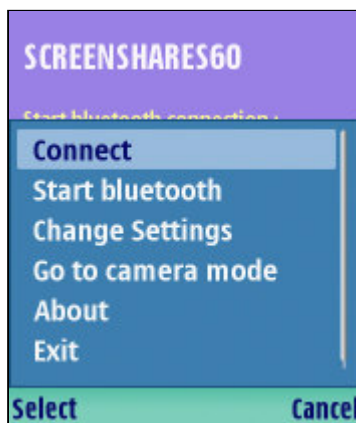 SCREENSHARES60
Start bluetooth connection :
Connect
Start bluetooth
Change Settings
Go to camera mode
About
Exit
Select Cancel